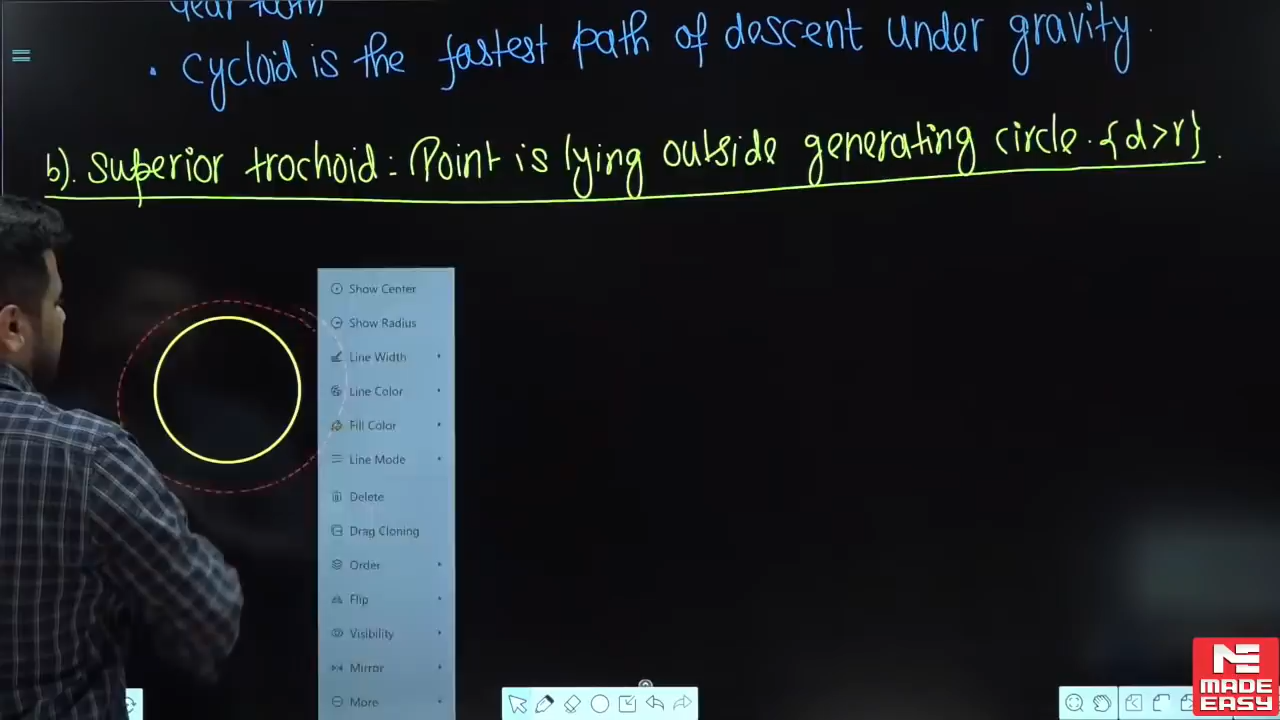 gear tooth
• cycloid is the fastest path of descent under gravity.
b). Superior trochoid: Point is lying outside generating circle. {d>r}.
Show Center
Show Radius
Line Width
Line Color
Fill Color
Line Mode
Delete
Drag Cloning
Order
Flip
Visibility
Mirror
More
MADE
EASY